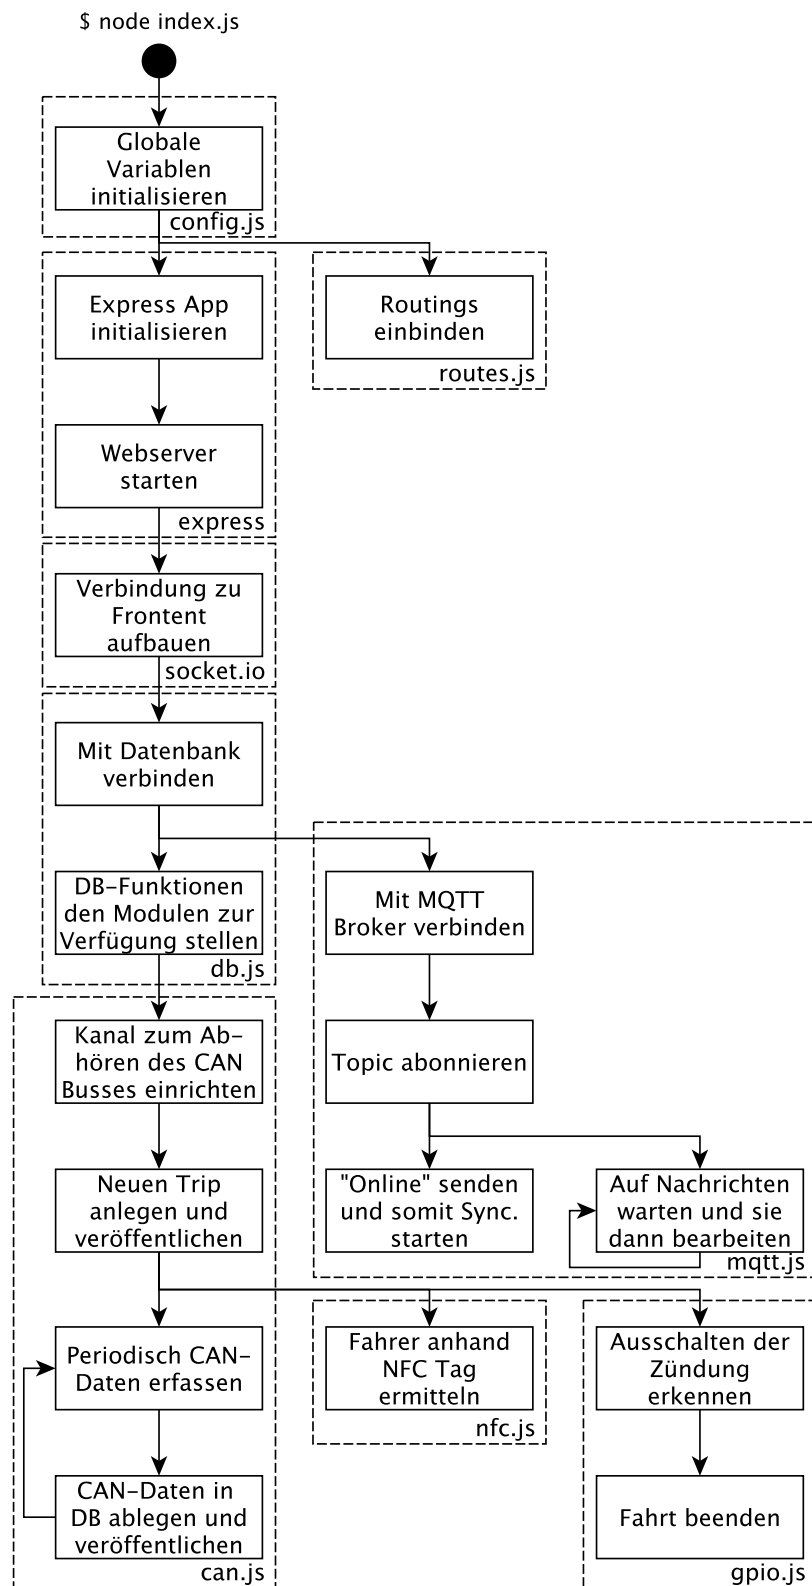 $ node index.js
Globale
Variablen
initialisieren
config.js
Express App
initialisieren
Routings
einbinden
routes.js
Webserver
starten
express
Verbindung zu
Frontent
aufbauen
socket.io
Mit Datenbank
verbinden
DB-Funktionen
den Modulen zur
Verfügung stellen
db.js
Mit MQTT
Broker verbinden
Kanal zum Ab-
hören des CAN
Busses einrichten
Topic abonnieren
Neuen Trip
anlegen und
veröffentlichen
"Online" senden
und somit Sync.
starten
Auf Nachrichten
warten und sie
dann bearbeiten
mqtt.js
Periodisch CAN-
Daten erfassen
Fahrer anhand
NFC Tag
ermitteln
nfc.js
Ausschalten der
Zündung
erkennen
CAN-Daten in
DB ablegen und
veröffentlichen
can.js
Fahrt beenden
gpio.js